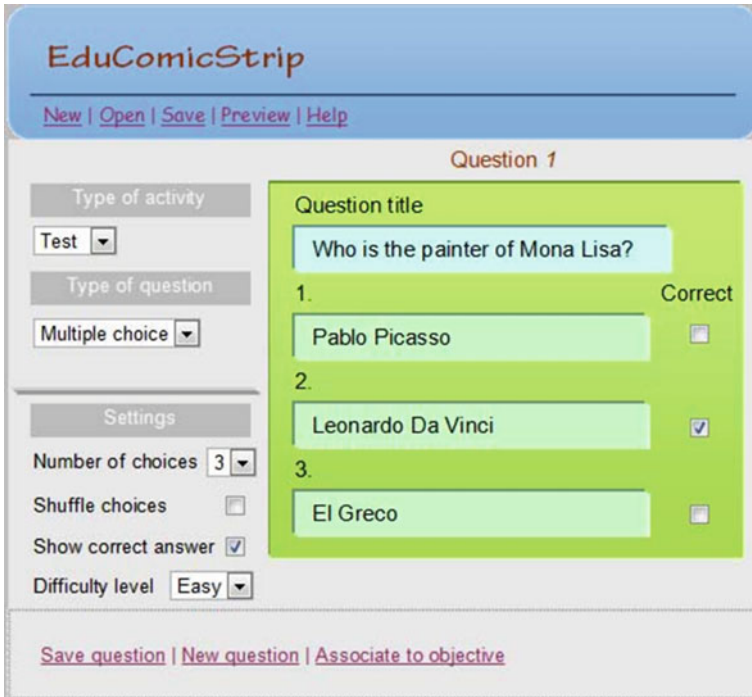 EduComicStrip
New | Open | Save | Preview | Help
Type of activity
Test
Type of question
Multiple choice
Settings
Number of choices 3
Shuffle choices
Show correct answer
Difficulty level Easy
Question 1
Question title
Who is the painter of Mona Lisa?
1. Correct
Pablo Picasso
2.
Leonardo Da Vinci
3.
El Greco
Save question | New question | Associate to objective